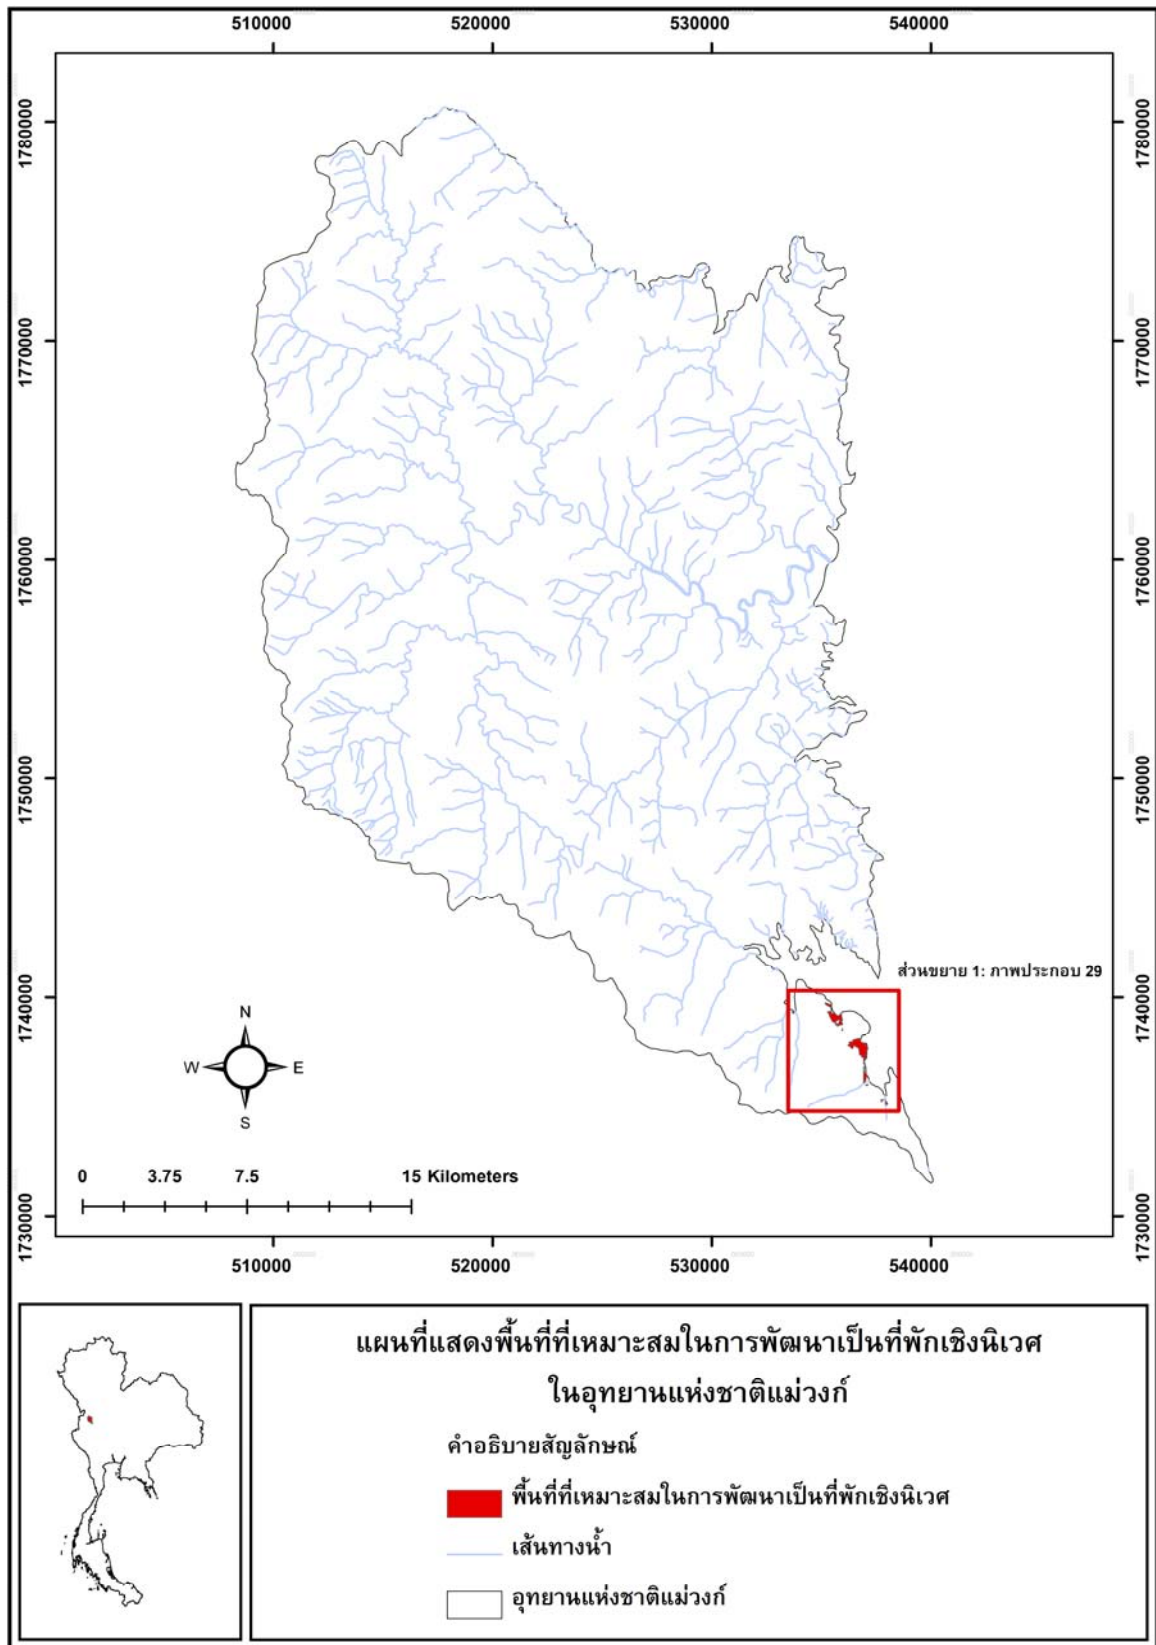 510000 520000 530000 540000
1780000 1780000
1770000 1770000
1760000 1760000
1750000 1750000
ส่วนขยาย 1: ภาพประกอบ 29
1740000 1740000
N
W E
S
0 3.75 7.5 15 Kilometers
1730000 1730000
510000 520000 530000 540000
แผนที่แสดงพื้นที่ที่เหมาะสมในการพัฒนาเป็นที่พักเชิงนิเวศ
ในอุทยานแห่งชาติแม่วงก์
คำอธิบายสัญลักษณ์
พื้นที่ที่เหมาะสมในการพัฒนาเป็นที่พักเชิงนิเวศ
เส้นทางน้ำ
อุทยานแห่งชาติแม่วงก์